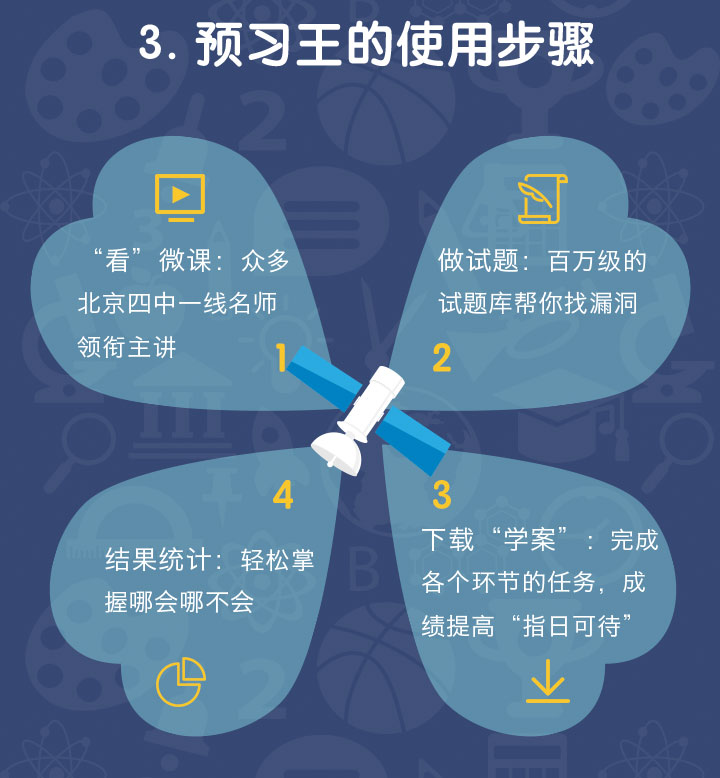 3. 预习王的使用步骤
“看”微课：众多
北京四中一线名师
领衔主讲
1
做试题：百万级的
试题库帮你找漏洞
2
3
下载“学案”：完成
各个环节的任务，成
绩提高“指日可待”
4
结果统计：轻松掌
握哪会哪不会